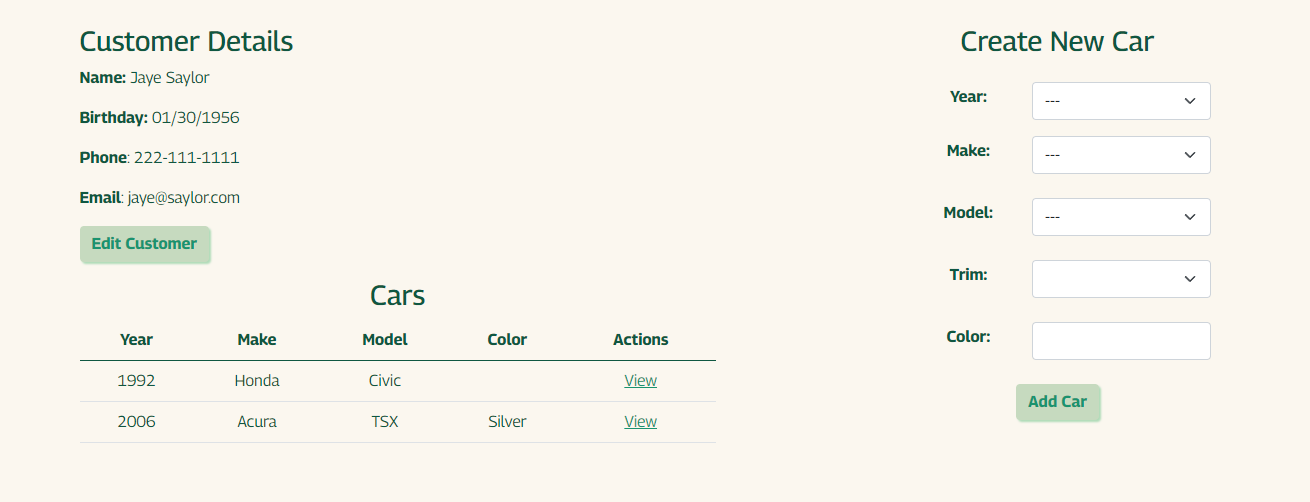 Customer Details
Name: Jaye Saylor
Birthday: 01/30/1956
Phone: 222-111-1111
Email: jaye@saylor.com
Edit Customer
Cars
Year Make Model Color Actions
1992 Honda Civic View
2006 Acura TSX Silver View
Create New Car
Year: ---
Make: ---
Model: ---
Trim:
Color:
Add Car